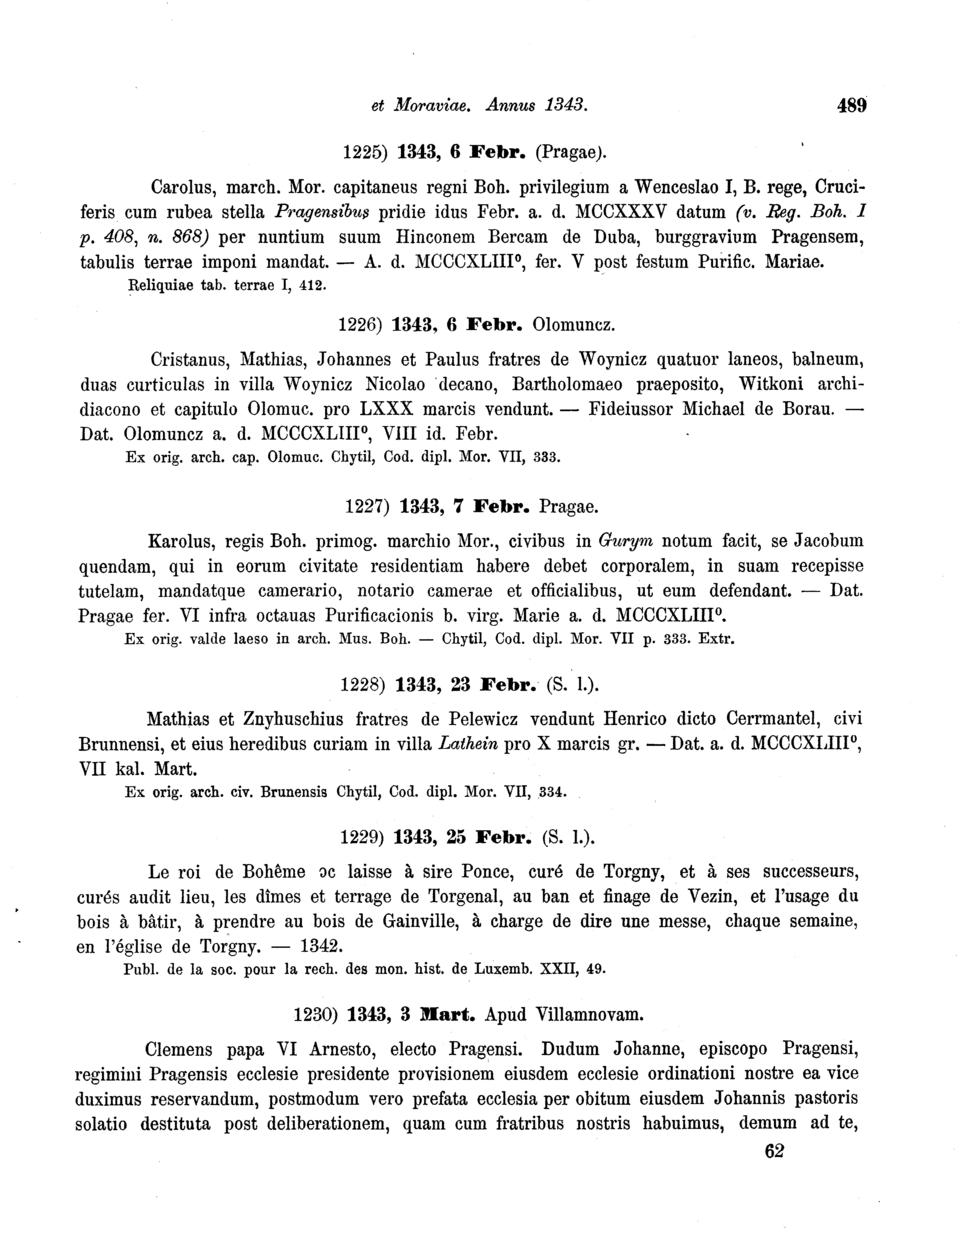 et Moraviae. Annus 1343. 489
1225) 1343, 6 Febr. (Pragae).
Carolus, march. Mor. capitaneus regni Boh. privilegium a Wenceslao I, B. rege, Cruci-
feris cum rubea stella Pragensibus pridie idus Febr. a. d. MCCXXXV datum (v. Reg. Boh. I
p. 408, n. 868) per nuntium suum Hinconem Bercam de Duba, burggravium Pragensem,
tabulis terrae imponi mandat. — A. d. MCCCXLIII⁰, fer. V post festum Purific. Mariae.
Reliquiae tab. terrae I, 412.
1226) 1343, 6 Febr. Olomuncz.
Cristanus, Mathias, Johannes et Paulus fratres de Woynicz quatuor laneos, balneum,
duas curticulas in villa Woynicz Nicolao decano, Bartholomaeo praeposito, Witkoni archi-
diacono et capitulo Olomuc. pro LXXX marcis vendunt. — Fideiussor Michael de Borau. —
Dat. Olomuncz a. d. MCCCXLIII⁰, VIII id. Febr.
Ex orig. arch. cap. Olomuc. Chytil, Cod. dipl. Mor. VII, 333.
1227) 1343, 7 Febr. Pragae.
Karolus, regis Boh. primog. marchio Mor., civibus in Gurym notum facit, se Jacobum
quendam, qui in eorum civitate residentiam habere debet corporalem, in suam recepisse
tutelam, mandatque camerario, notario camerae et officialibus, ut eum defendant. — Dat.
Pragae fer. VI infra octauas Purificacionis b. virg. Marie a. d. MCCCXLIII⁰.
Ex orig. valde laeso in arch. Mus. Boh. — Chytil, Cod. dipl. Mor. VII p. 333. Extr.
1228) 1343, 23 Febr. (S. l.).
Mathias et Znyhuschius fratres de Pelewicz vendunt Henrico dicto Cerrmantel, civi
Brunnensi, et eius heredibus curiam in villa Lathein pro X marcis gr. — Dat. a. d. MCCCXLIII⁰,
VII kal. Mart.
Ex orig. arch. civ. Brunensis Chytil, Cod. dipl. Mor. VII, 334.
1229) 1343, 25 Febr. (S. l.).
Le roi de Bohême ɔc laisse à sire Ponce, curé de Torgny, et à ses successeurs,
curés audit lieu, les dîmes et terrage de Torgenal, au ban et finage de Vezin, et l'usage du
bois à bâtir, à prendre au bois de Gainville, à charge de dire une messe, chaque semaine,
en l'église de Torgny. — 1342.
Publ. de la soc. pour la rech. des mon. hist. de Luxemb. XXII, 49.
1230) 1343, 3 Mart. Apud Villamnovam.
Clemens papa VI Arnesto, electo Pragensi. Dudum Johanne, episcopo Pragensi,
regimini Pragensis ecclesie presidente provisionem eiusdem ecclesie ordinationi nostre ea vice
duximus reservandum, postmodum vero prefata ecclesia per obitum eiusdem Johannis pastoris
solatio destituta post deliberationem, quam cum fratribus nostris habuimus, demum ad te,
62